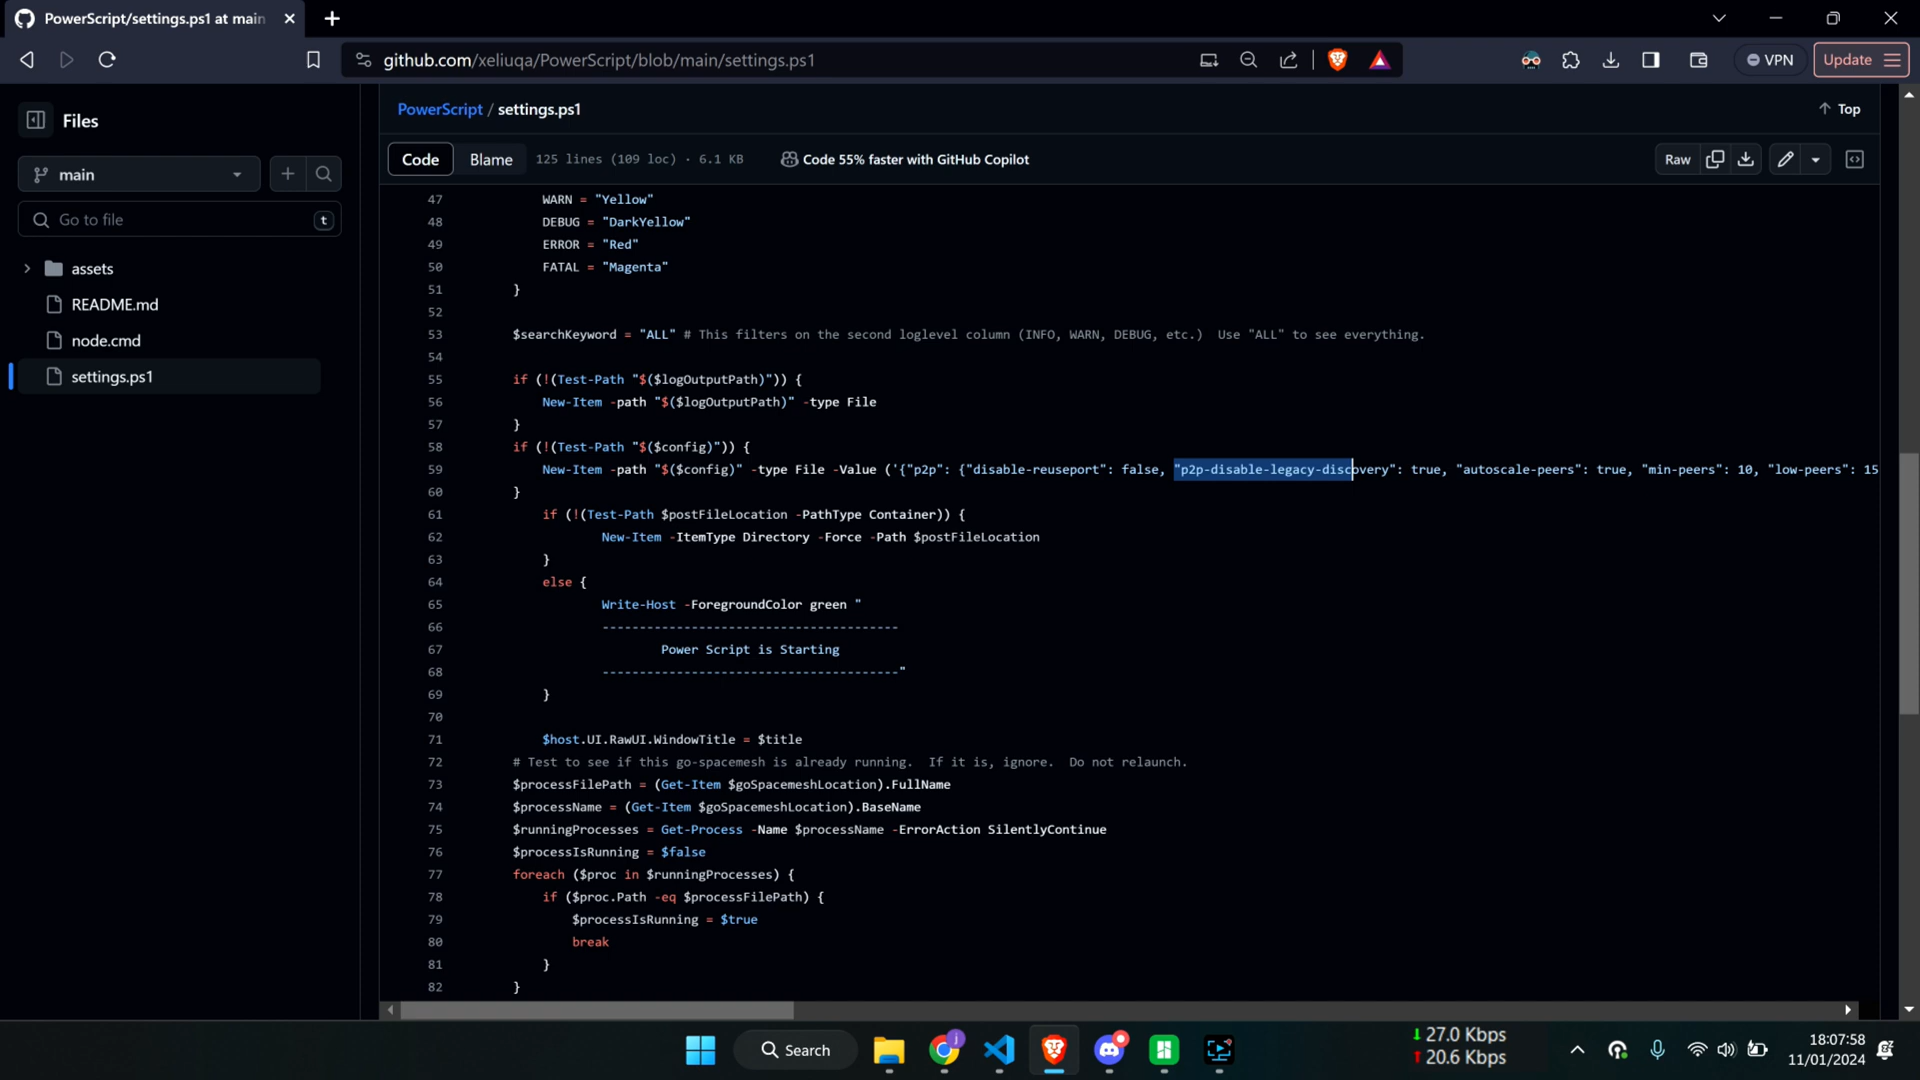 PowerScript/settings.ps1 at main
github.com/xeliuqa/PowerScript/blob/main/settings.ps1
VPN
Update
Files
main
Go to file
t
assets
README.md
node.cmd
settings.ps1
PowerScript / settings.ps1
Top
Code
Blame
125 lines (109 loc) · 6.1 KB
Code 55% faster with GitHub Copilot
Raw
47 WARN = "Yellow"
48 DEBUG = "DarkYellow"
49 ERROR = "Red"
50 FATAL = "Magenta"
51 }
52
53 $searchKeyword = "ALL" # This filters on the second loglevel column (INFO, WARN, DEBUG, etc.)  Use "ALL" to see everything.
54
55 if (!(Test-Path "$($logOutputPath)")) {
56 New-Item -path "$($logOutputPath)" -type File
57 }
58 if (!(Test-Path "$($config)")) {
59 New-Item -path "$($config)" -type File -Value ('{"p2p": {"disable-reuseport": false, "p2p-disable-legacy-discovery": true, "autoscale-peers": true, "min-peers": 10, "low-peers": 15
60 }
61 if (!(Test-Path $postFileLocation -PathType Container)) {
62 New-Item -ItemType Directory -Force -Path $postFileLocation
63 }
64 else {
65 Write-Host -ForegroundColor green "
66 ----------------------------------------
67 Power Script is Starting
68 ----------------------------------------"
69 }
70
71 $host.UI.RawUI.WindowTitle = $title
72 # Test to see if this go-spacemesh is already running.  If it is, ignore.  Do not relaunch.
73 $processFilePath = (Get-Item $goSpacemeshLocation).FullName
74 $processName = (Get-Item $goSpacemeshLocation).BaseName
75 $runningProcesses = Get-Process -Name $processName -ErrorAction SilentlyContinue
76 $processIsRunning = $false
77 foreach ($proc in $runningProcesses) {
78 if ($proc.Path -eq $processFilePath) {
79 $processIsRunning = $true
80 break
81 }
82 }
Search
27.0 Kbps
20.6 Kbps
18:07:58
11/01/2024